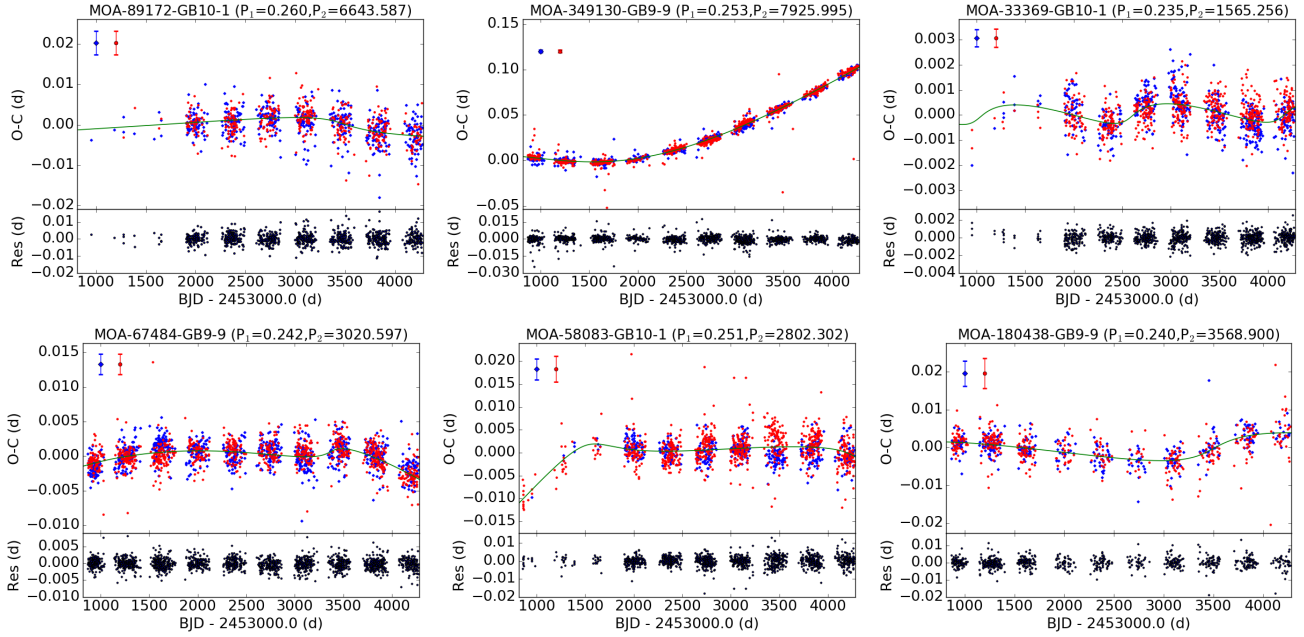 MOA-89172-GB10-1 (P₁=0.260,P₂=6643.587)
O-C (d)
0.02
0.01
0.00
−0.01
−0.02
Res (d)
0.01
0.00
−0.01
−0.02
1000 1500 2000 2500 3000 3500 4000
BJD - 2453000.0 (d)
MOA-349130-GB9-9 (P₁=0.253,P₂=7925.995)
O-C (d)
0.15
0.10
0.05
0.00
−0.05
Res (d)
0.015
0.000
−0.015
−0.030
1000 1500 2000 2500 3000 3500 4000
BJD - 2453000.0 (d)
MOA-33369-GB10-1 (P₁=0.235,P₂=1565.256)
O-C (d)
0.003
0.002
0.001
0.000
−0.001
−0.002
−0.003
Res (d)
0.002
0.000
−0.002
−0.004
1000 1500 2000 2500 3000 3500 4000
BJD - 2453000.0 (d)
MOA-67484-GB9-9 (P₁=0.242,P₂=3020.597)
O-C (d)
0.015
0.010
0.005
0.000
−0.005
−0.010
Res (d)
0.005
0.000
−0.005
−0.010
1000 1500 2000 2500 3000 3500 4000
BJD - 2453000.0 (d)
MOA-58083-GB10-1 (P₁=0.251,P₂=2802.302)
O-C (d)
0.020
0.015
0.010
0.005
0.000
−0.005
−0.010
−0.015
Res (d)
0.01
0.00
−0.01
−0.02
1000 1500 2000 2500 3000 3500 4000
BJD - 2453000.0 (d)
MOA-180438-GB9-9 (P₁=0.240,P₂=3568.900)
O-C (d)
0.02
0.01
0.00
−0.01
−0.02
Res (d)
0.01
0.00
−0.01
−0.02
1000 1500 2000 2500 3000 3500 4000
BJD - 2453000.0 (d)